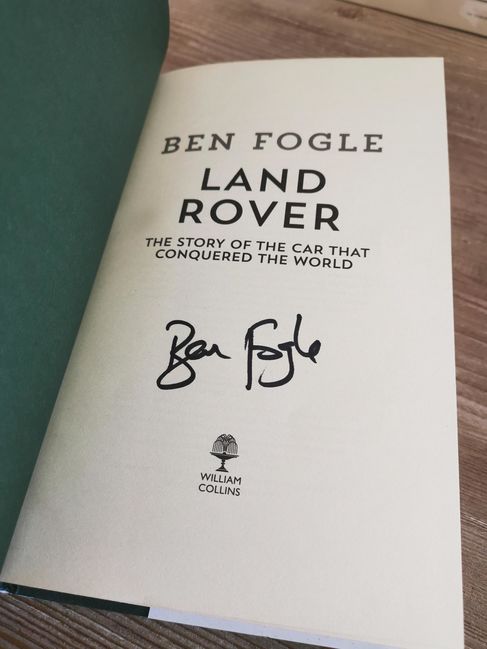 BEN FOGLE
LAND
ROVER
THE STORY OF THE CAR THAT
CONQUERED THE WORLD
Ben Fogle
WILLIAM
COLLINS